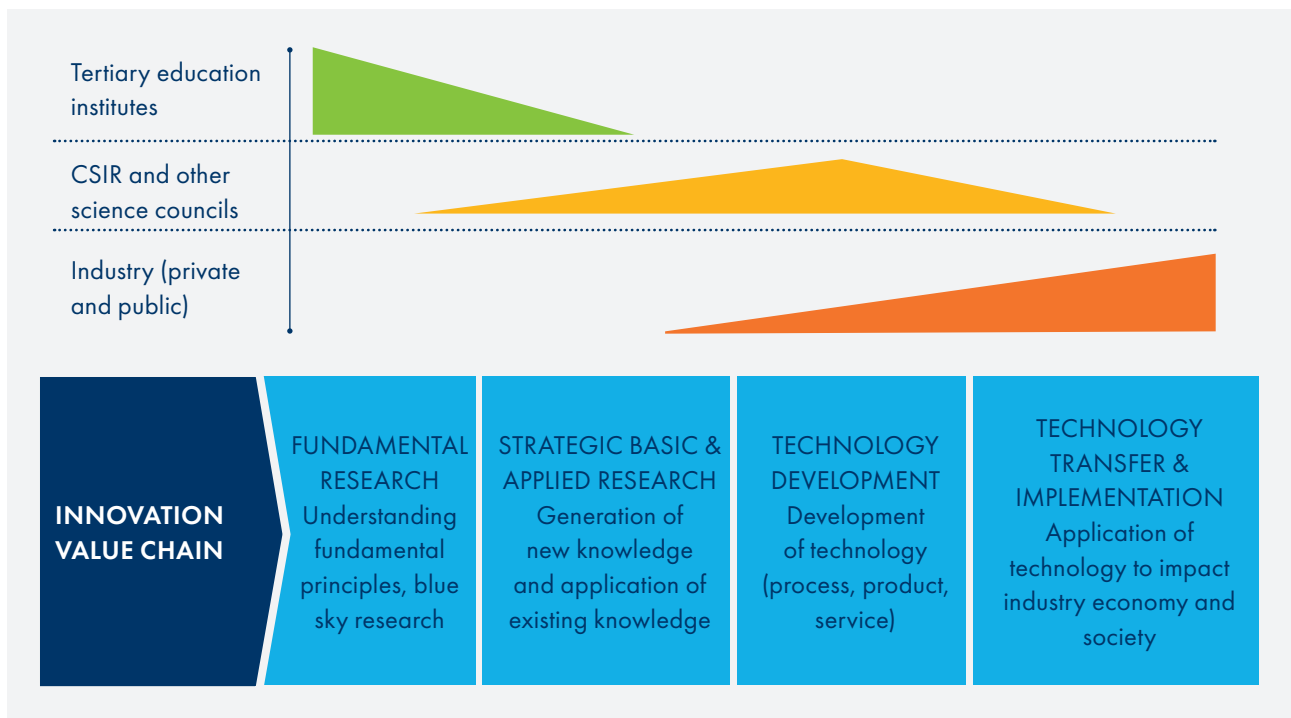 Tertiary education
institutes
CSIR and other
science councils
Industry (private
and public)
INNOVATION
VALUE CHAIN
FUNDAMENTAL
RESEARCH
Understanding
fundamental
principles, blue
sky research
STRATEGIC BASIC &
APPLIED RESEARCH
Generation of
new knowledge
and application of
existing knowledge
TECHNOLOGY
DEVELOPMENT
Development
of technology
(process, product,
service)
TECHNOLOGY
TRANSFER &
IMPLEMENTATION
Application of
technology to impact
industry economy and
society